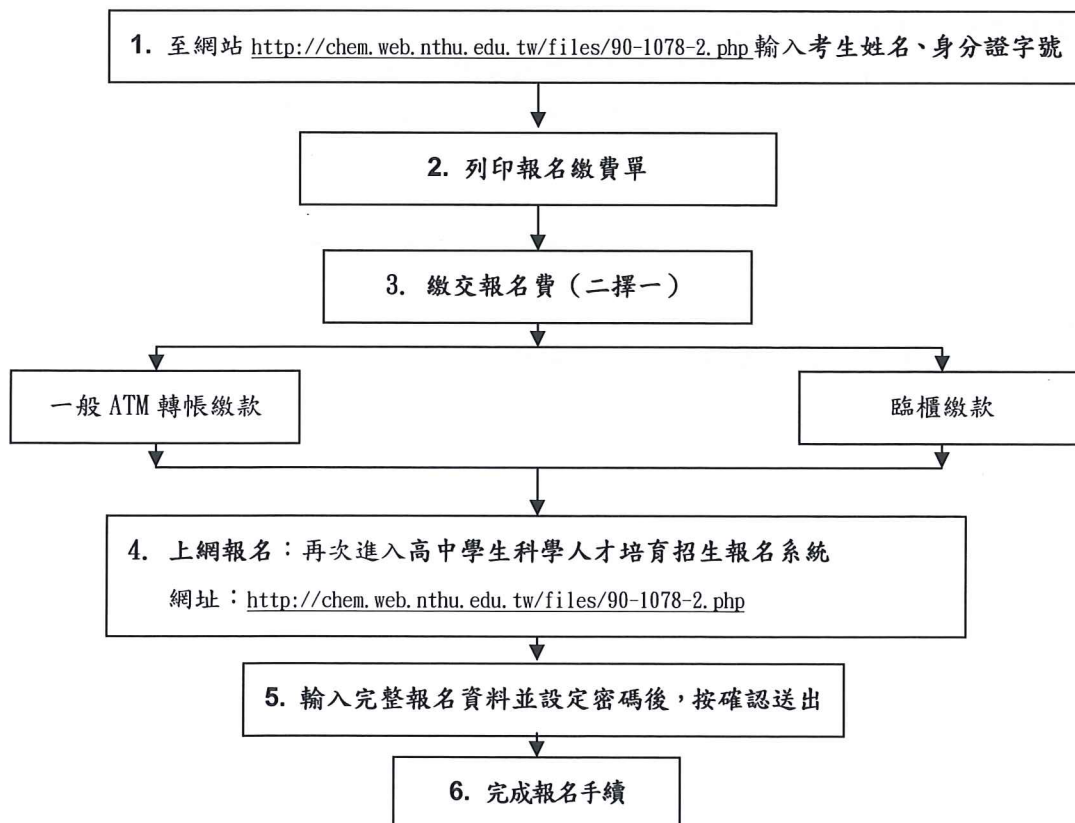 1. 至網站 http://chem.web.nthu.edu.tw/files/90-1078-2.php 輸入考生姓名、身分證字號
2. 列印報名繳費單
3. 繳交報名費（二擇一）
一般 ATM 轉帳繳款
臨櫃繳款
4. 上網報名：再次進入高中學生科學人才培育招生報名系統
網址：http://chem.web.nthu.edu.tw/files/90-1078-2.php
5. 輸入完整報名資料並設定密碼後，按確認送出
6. 完成報名手續